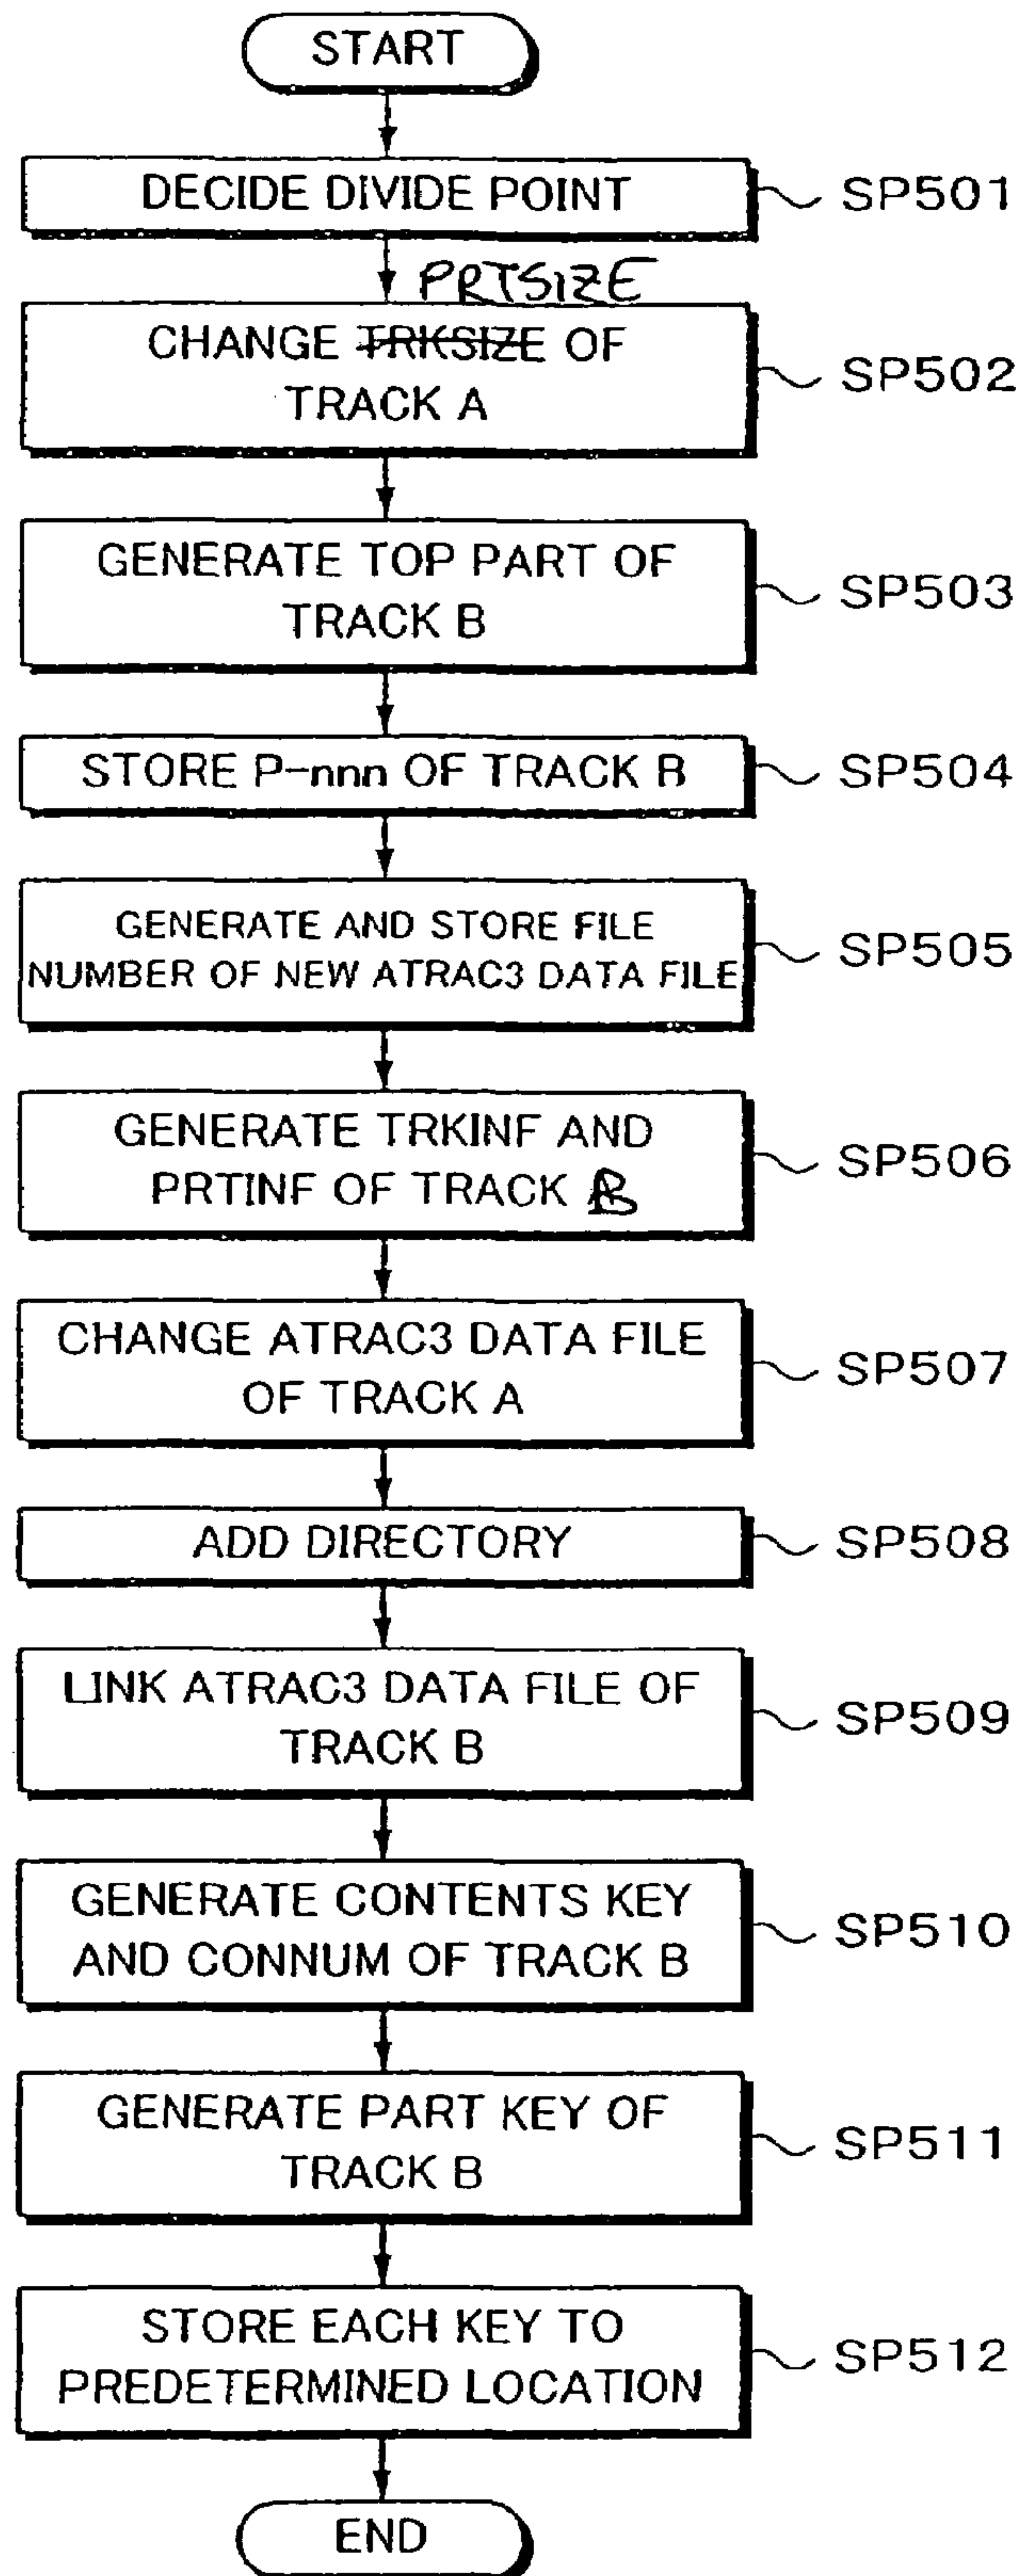 START
DECIDE DIVIDE POINT
SP501
PRTSIZE
CHANGE TRKSIZE OF
TRACK A
SP502
GENERATE TOP PART OF
TRACK B
SP503
STORE P-nnn OF TRACK B
SP504
GENERATE AND STORE FILE
NUMBER OF NEW ATRAC3 DATA FILE
SP505
GENERATE TRKINF AND
PRTINF OF TRACK B
SP506
CHANGE ATRAC3 DATA FILE
OF TRACK A
SP507
ADD DIRECTORY
SP508
LINK ATRAC3 DATA FILE OF
TRACK B
SP509
GENERATE CONTENTS KEY
AND CONNUM OF TRACK B
SP510
GENERATE PART KEY OF
TRACK B
SP511
STORE EACH KEY TO
PREDETERMINED LOCATION
SP512
END